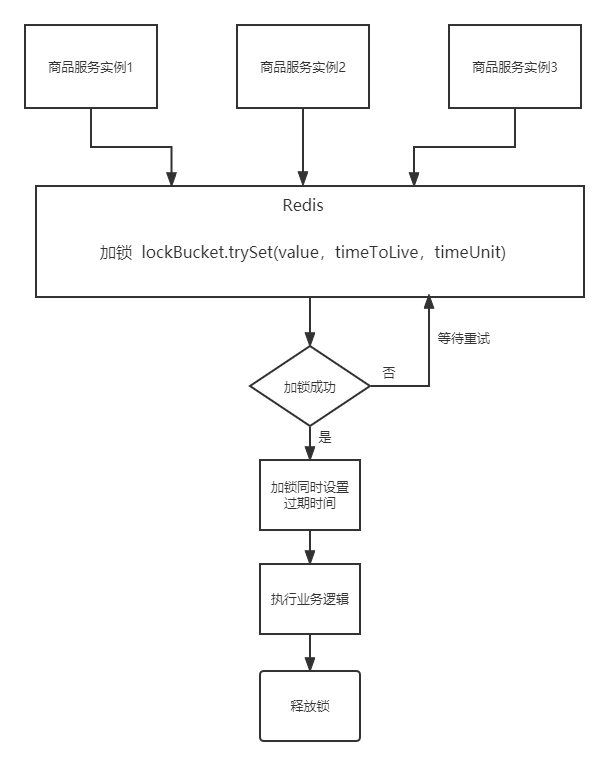 商品服务实例1
商品服务实例2
商品服务实例3
Redis
加锁 lockBucket.trySet(value，timeToLive，timeUnit)
等待重试
否
加锁成功
是
加锁同时设置
过期时间
执行业务逻辑
释放锁